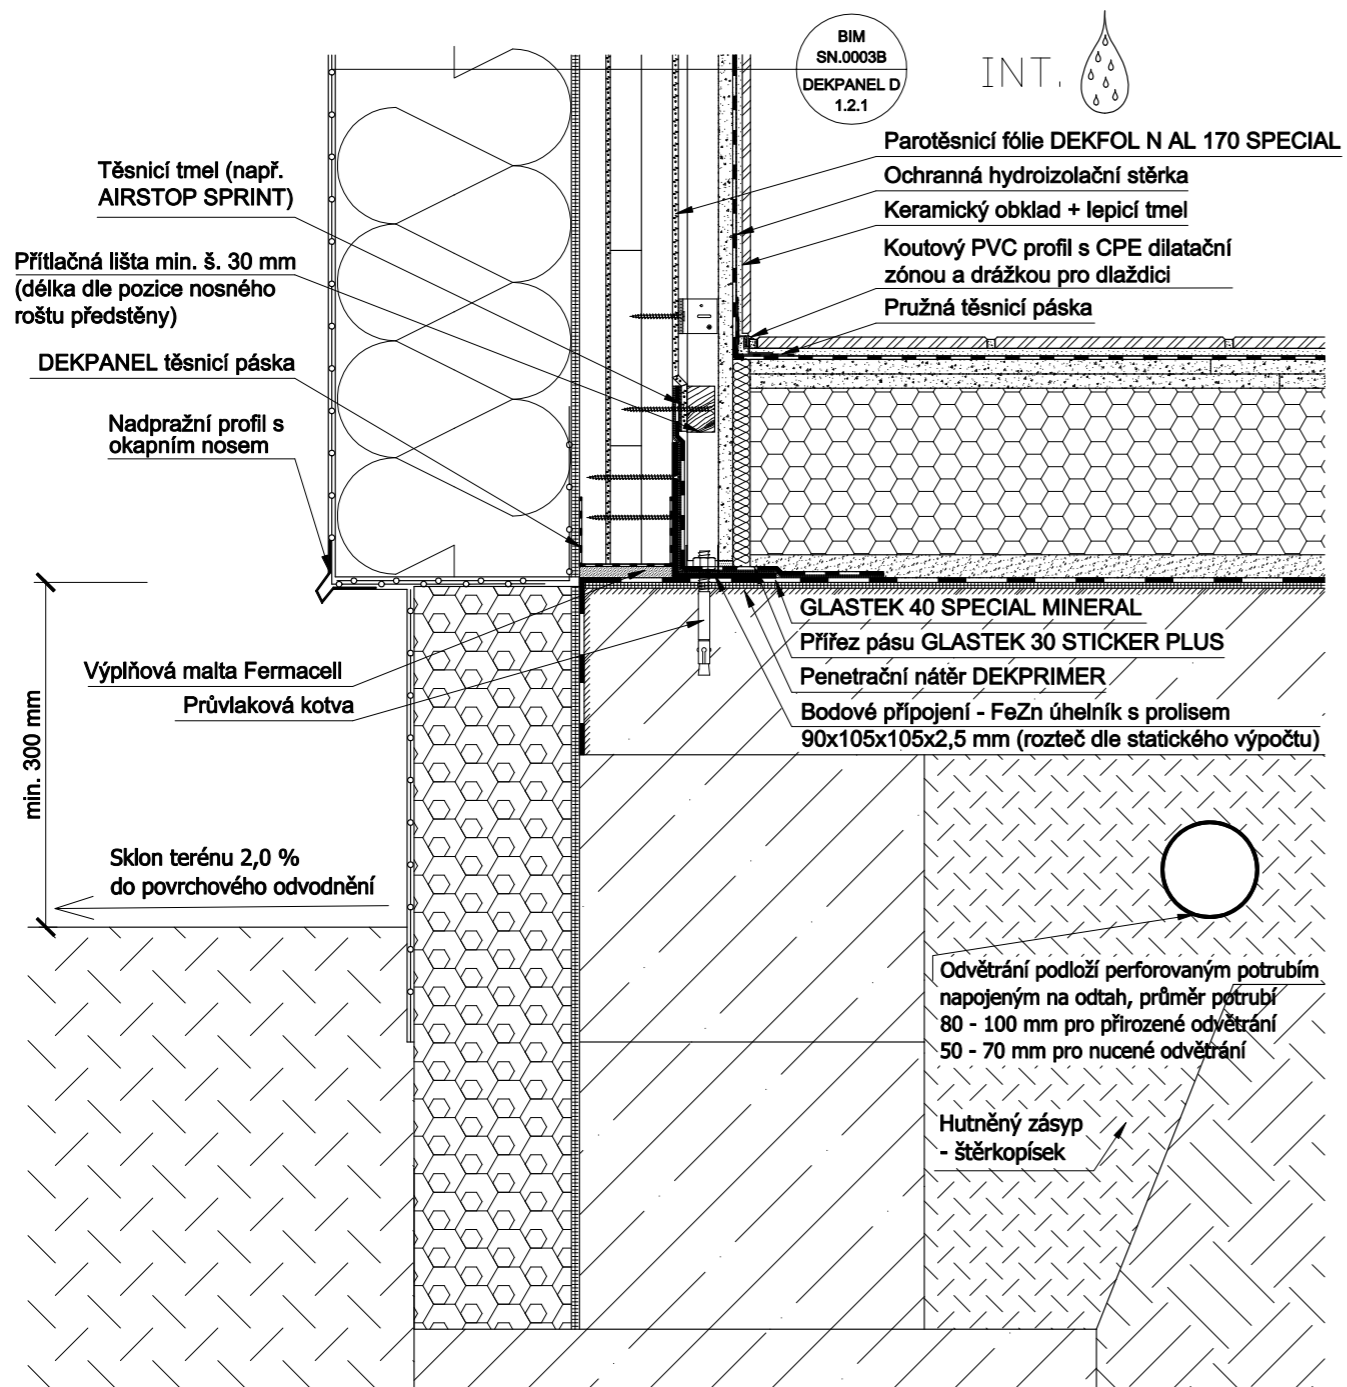 BIM
SN.0003B
DEKPANEL D
1.2.1
INT.
Parotěsnicí fólie DEKFOL N AL 170 SPECIAL
Ochranná hydroizolační stěrka
Keramický obklad + lepicí tmel
Koutový PVC profil s CPE dilatační
zónou a drážkou pro dlaždici
Pružná těsnicí páska
Těsnicí tmel (např.
AIRSTOP SPRINT)
Přítlačná lišta min. š. 30 mm
(délka dle pozice nosného
roštu předstěny)
DEKPANEL těsnicí páska
Nadpražní profil s
okapním nosem
GLASTEK 40 SPECIAL MINERAL
Přířez pásu GLASTEK 30 STICKER PLUS
Penetrační nátěr DEKPRIMER
Bodové přípojení - FeZn úhelník s prolisem
90x105x105x2,5 mm (rozteč dle statického výpočtu)
Výplňová malta Fermacell
Průvlaková kotva
min. 300 mm
Sklon terénu 2,0 %
do povrchového odvodnění
Odvětrání podloží perforovaným potrubím
napojeným na odtah, průměr potrubí
80 - 100 mm pro přirozené odvětrání
50 - 70 mm pro nucené odvětrání
Hutněný zásyp
- štěrkopísek